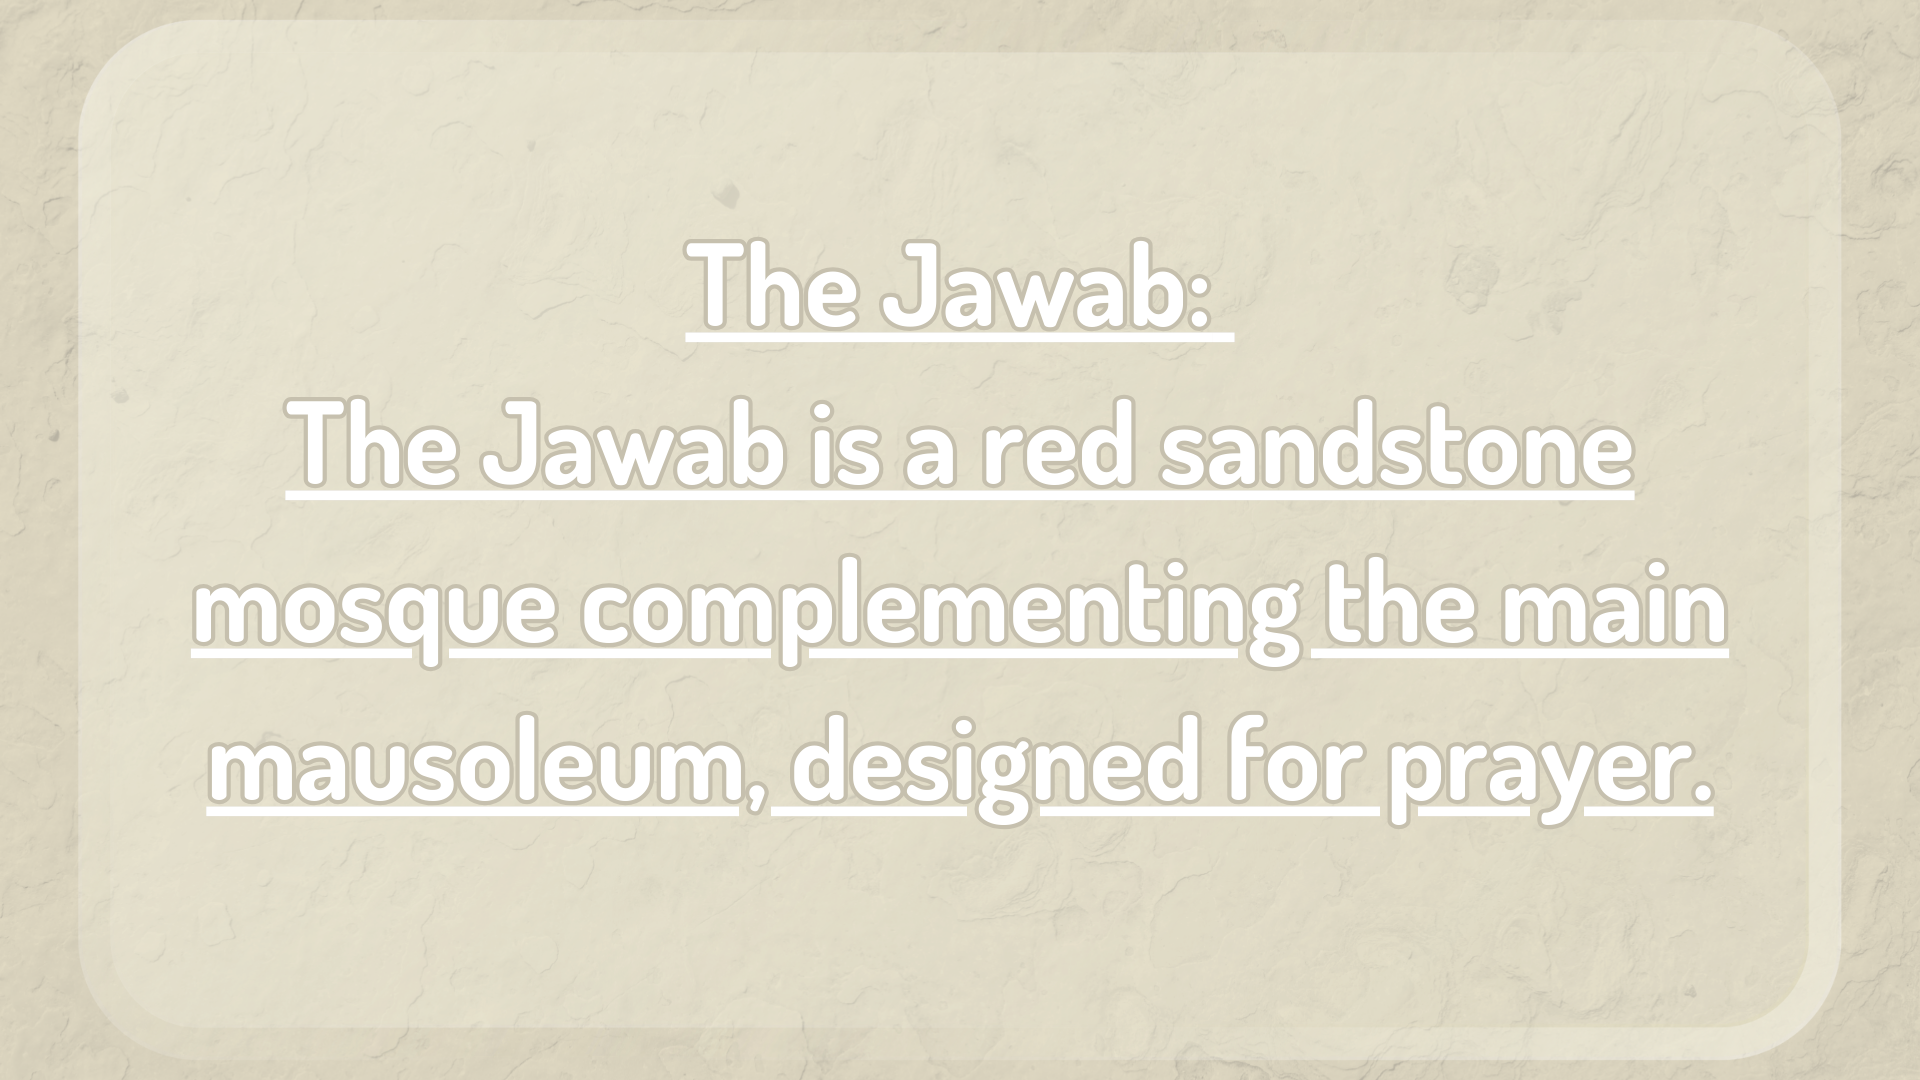 The Jawab:
The Jawab is a red sandstone
mosque complementing the main
mausoleum, designed for prayer.